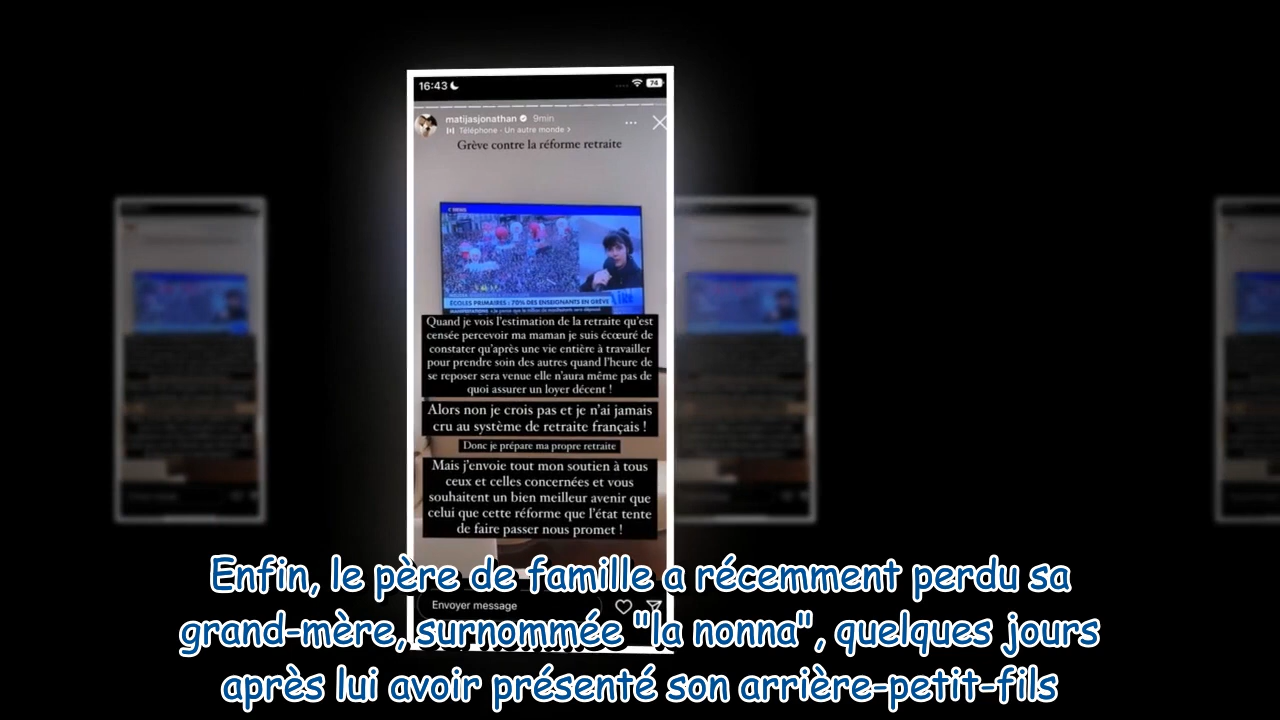 16:43
74
matijasjonathan 9min
Téléphone - Un autre monde >
Grève contre la réforme retraite
NEWS
ÉCOLES PRIMAIRES : 70% DES ENSEIGNANTS EN GRÈVE
Quand je vois l'estimation de la retraite qu'est
censée percevoir ma maman je suis écœuré de
constater qu'après une vie entière à travailler
pour prendre soin des autres quand l'heure de
se reposer sera venue elle n'aura même pas de
quoi assurer un loyer décent !
Alors non je crois pas et je n'ai jamais
cru au système de retraite français !
Donc je prépare ma propre retraite
Mais j'envoie tout mon soutien à tous
ceux et celles concernées et vous
souhaitent un bien meilleur avenir que
celui que cette réforme que l'état tente
de faire passer nous promet !
Envoyer message
Enfin, le père de famille a récemment perdu sa
grand-mère, surnommée "la nonna", quelques jours
après lui avoir présenté son arrière-petit-fils